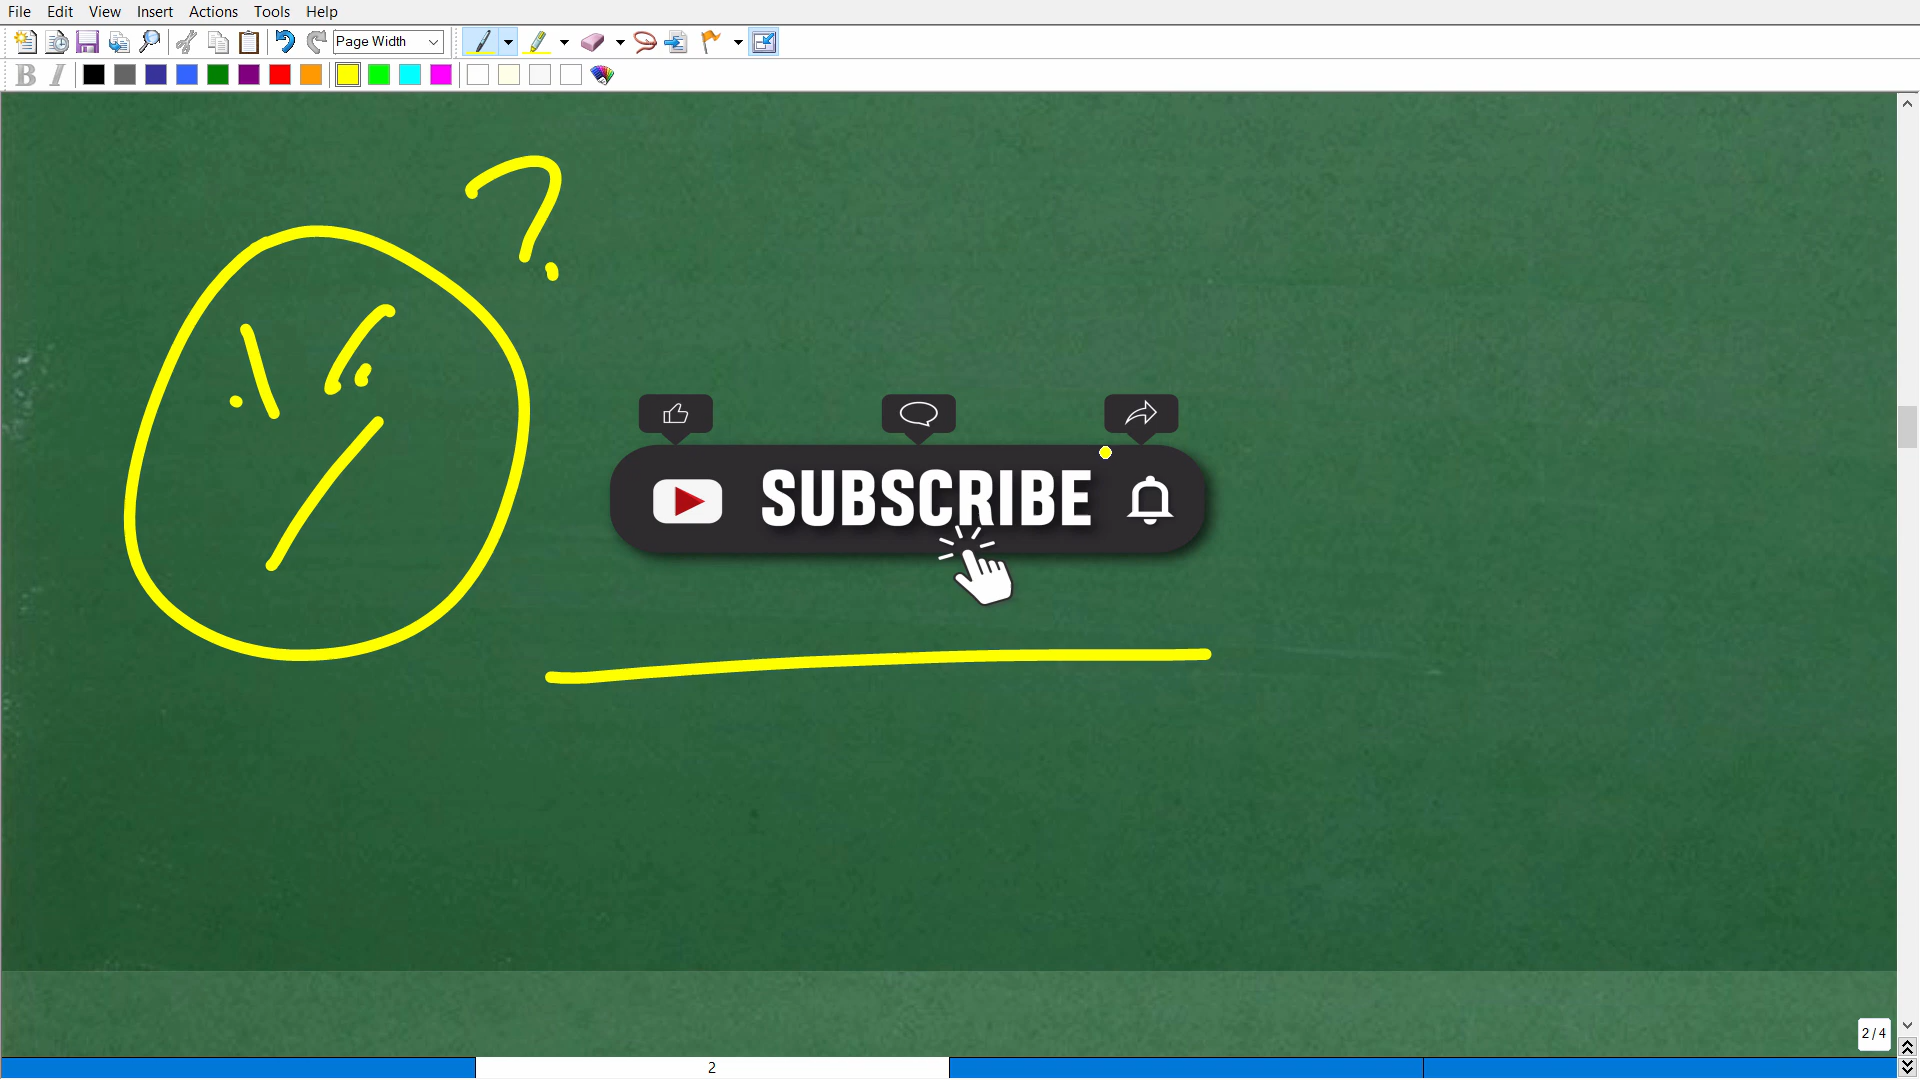 File Edit View Insert Actions Tools Help
Page Width
B I
?
SUBSCRIBE
2 / 4
2